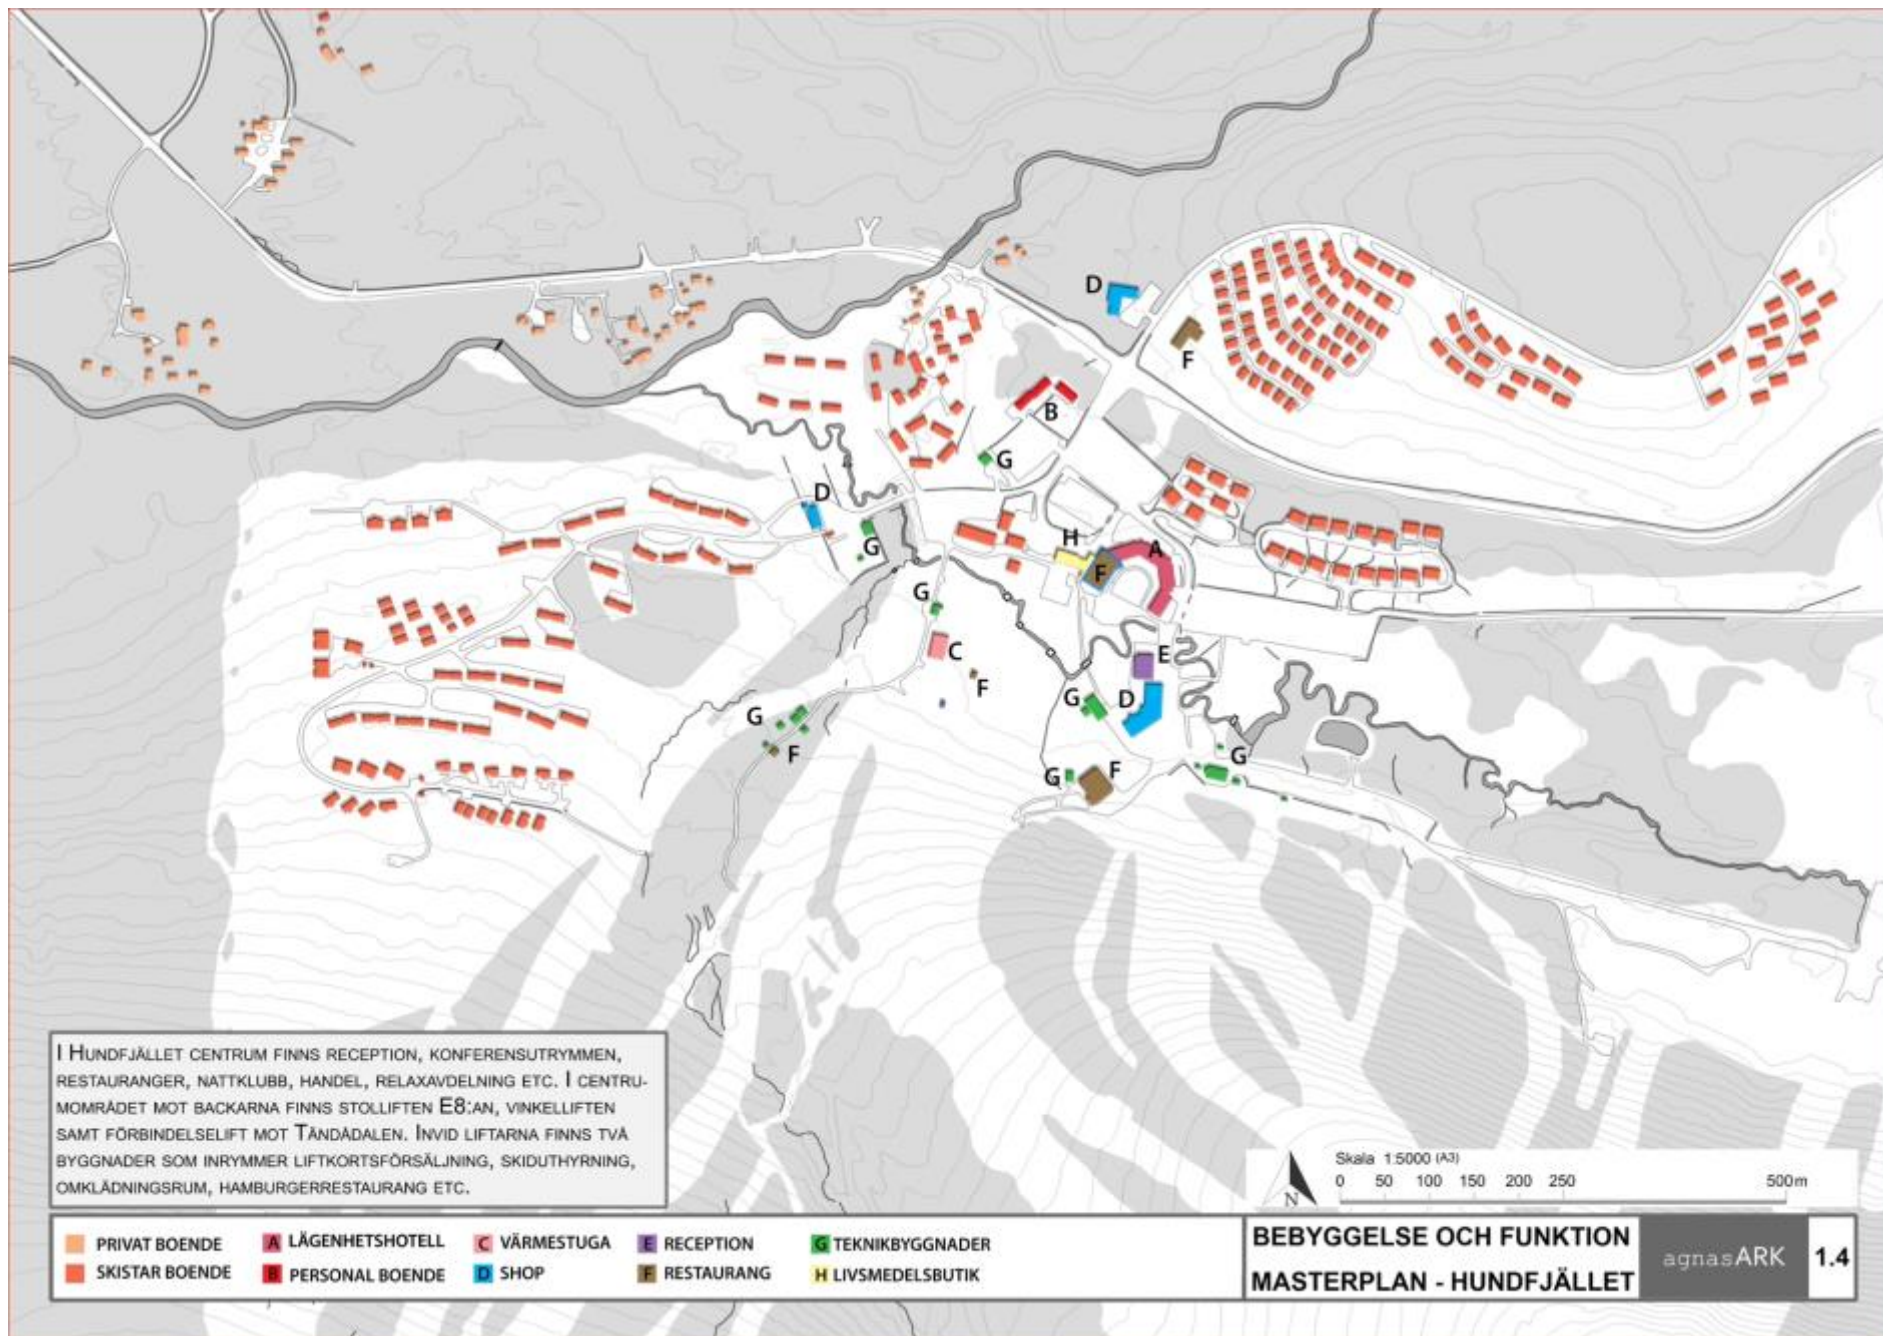 D
F
B
G
D
G
H
A
F
G
C
E
F
G
D
G
F
G
G
F
I HUNDFJÄLLET CENTRUM FINNS RECEPTION, KONFERENSUTRYMMEN,
RESTAURANGER, NATTKLUBB, HANDEL, RELAXAVDELNING ETC. I CENTRU-
MOMRÅDET MOT BACKARNA FINNS STOLLIFTEN E8:AN, VINKELLIFTEN
SAMT FÖRBINDELSELIFT MOT TANDÅDALEN. INVID LIFTARNA FINNS TVÅ
BYGGNADER SOM INRYMMER LIFTKORTSFÖRSÄLJNING, SKIDUTHYRNING,
OMKLÄDNINGSRUM, HAMBURGERRESTAURANG ETC.
N
Skala 1:5000 (A3)
0 50 100 150 200 250 500m
PRIVAT BOENDE
SKISTAR BOENDE
A LÄGENHETSHOTELL
B PERSONAL BOENDE
C VÄRMESTUGA
D SHOP
E RECEPTION
F RESTAURANG
G TEKNIKBYGGNADER
H LIVSMEDELSBUTIK
BEBYGGELSE OCH FUNKTION
MASTERPLAN - HUNDFJÄLLET
agnasARK
1.4